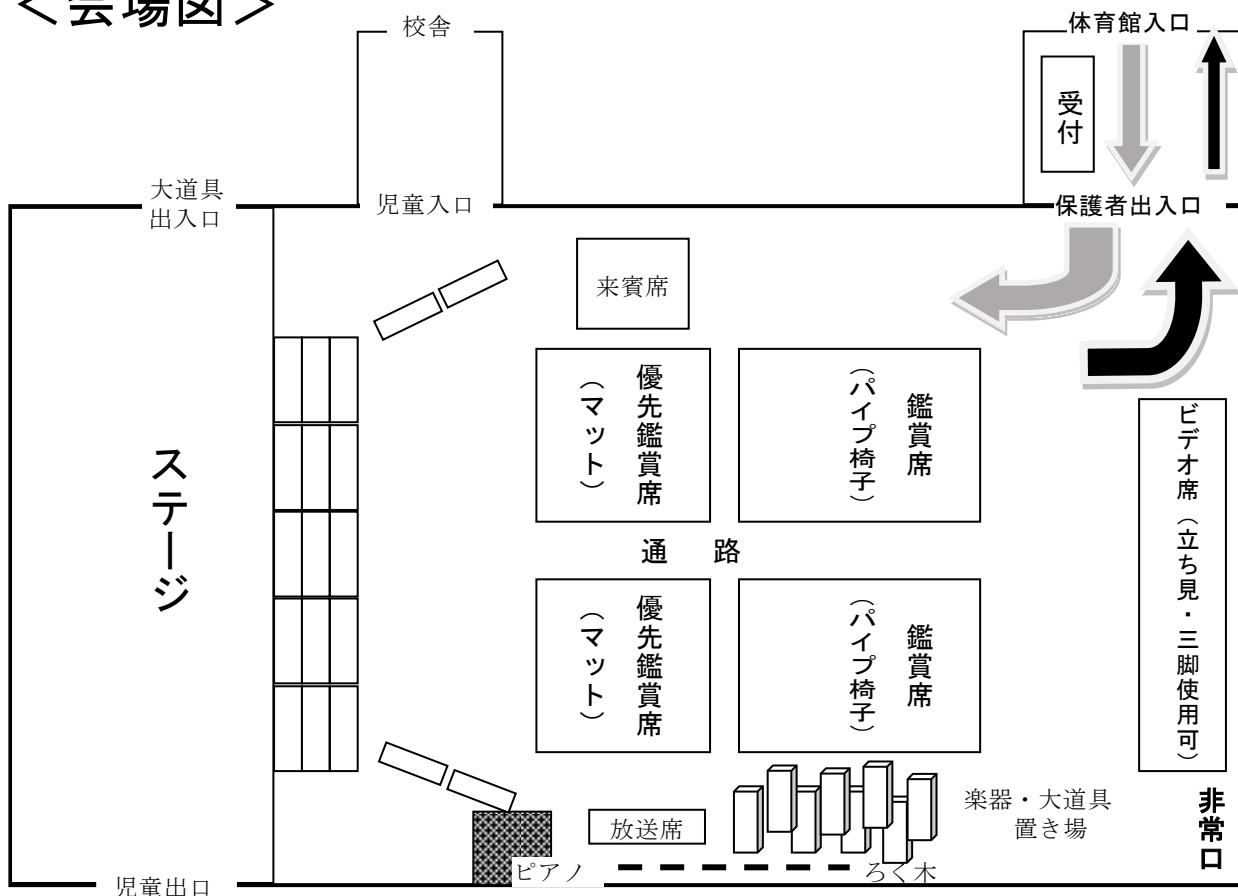 ＜会場図＞
校舎
体育館入口
受付
大道具
出入口
児童入口
保護者出入口
来賓席
優先鑑賞席
（マット）
鑑賞席
（パイプ椅子）
ステージ
ビデオ席（立ち見・三脚使用可）
通　路
優先鑑賞席
（マット）
鑑賞席
（パイプ椅子）
放送席
楽器・大道具
置き場
非常口
ピアノ
ろく木
児童出口